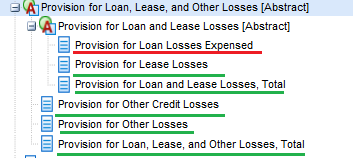 Provision for Loan, Lease, and Other Losses [Abstract]
Provision for Loan and Lease Losses [Abstract]
Provision for Loan Losses Expensed
Provision for Lease Losses
Provision for Loan and Lease Losses, Total
Provision for Other Credit Losses
Provision for Other Losses
Provision for Loan, Lease, and Other Losses, Total